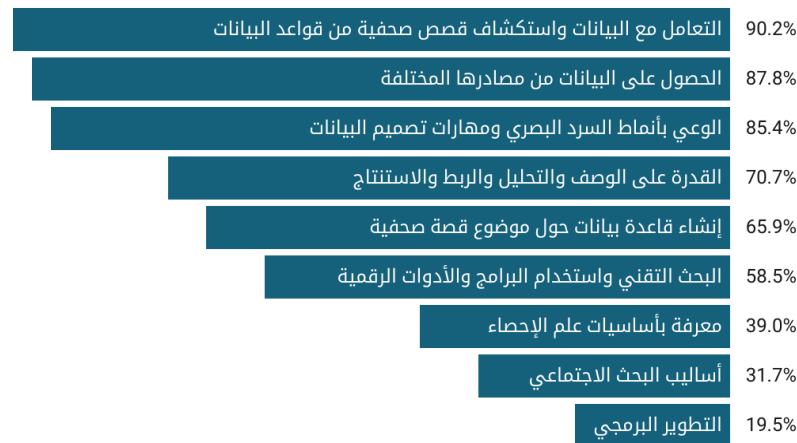 التعامل مع البيانات واستكشاف قصص صحفية من قواعد البيانات 90.2%
الحصول على البيانات من مصادرها المختلفة 87.8%
الوعي بأنماط السرد البصري ومهارات تصميم البيانات 85.4%
القدرة على الوصف والتحليل والربط والاستنتاج 70.7%
إنشاء قاعدة بيانات حول موضوع قصة صحفية 65.9%
البحث التقني واستخدام البرامج والأدوات الرقمية 58.5%
معرفة بأساسيات علم الإحصاء 39.0%
أساليب البحث الاجتماعي 31.7%
التطوير البرمجي 19.5%